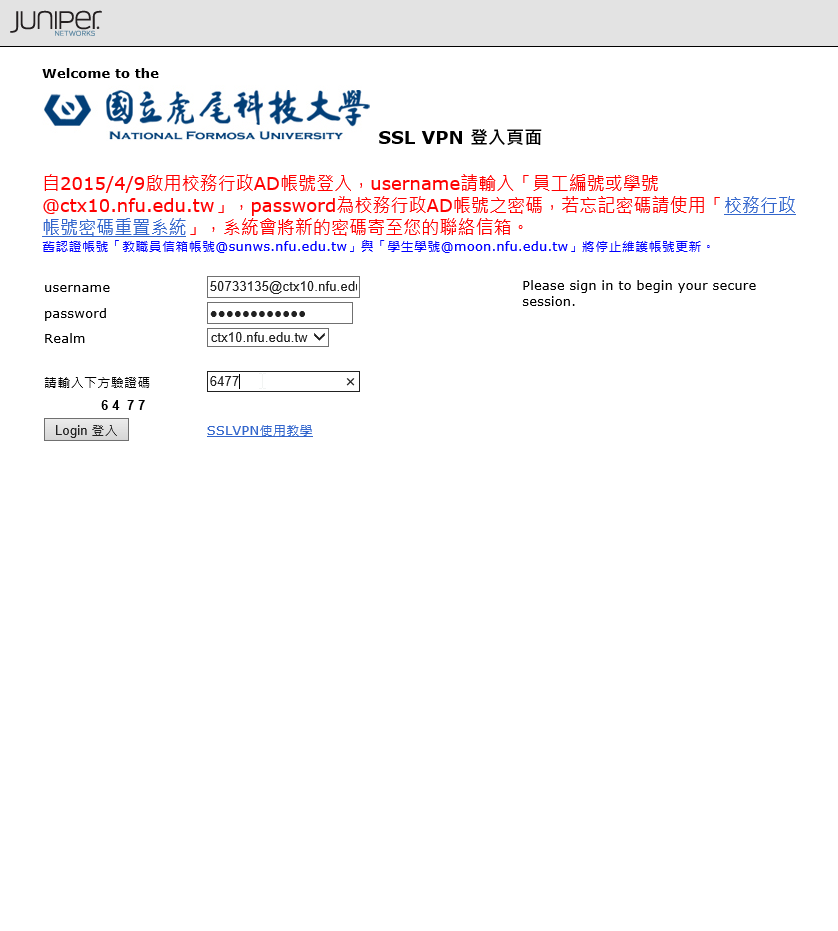 JUNIPER
NETWORKS
Welcome to the
國立虎尾科技大學
NATIONAL FORMOSA UNIVERSITY
SSL VPN 登入頁面
自2015/4/9啟用校務行政AD帳號登入，username請輸入「員工編號或學號
@ctx10.nfu.edu.tw」，password為校務行政AD帳號之密碼，若忘記密碼請使用「校務行政
帳號密碼重置系統」，系統會將新的密碼寄至您的聯絡信箱。
舊認證帳號「教職員信箱帳號@sunws.nfu.edu.tw」與「學生學號@moon.nfu.edu.tw」將停止維護帳號更新。
username 50733135@ctx10.nfu.edu
Please sign in to begin your secure
session.
password ●●●●●●●●●●●●
Realm ctx10.nfu.edu.tw
請輸入下方驗證碼 6477
6 4 7 7
Login 登入 SSLVPN使用教學